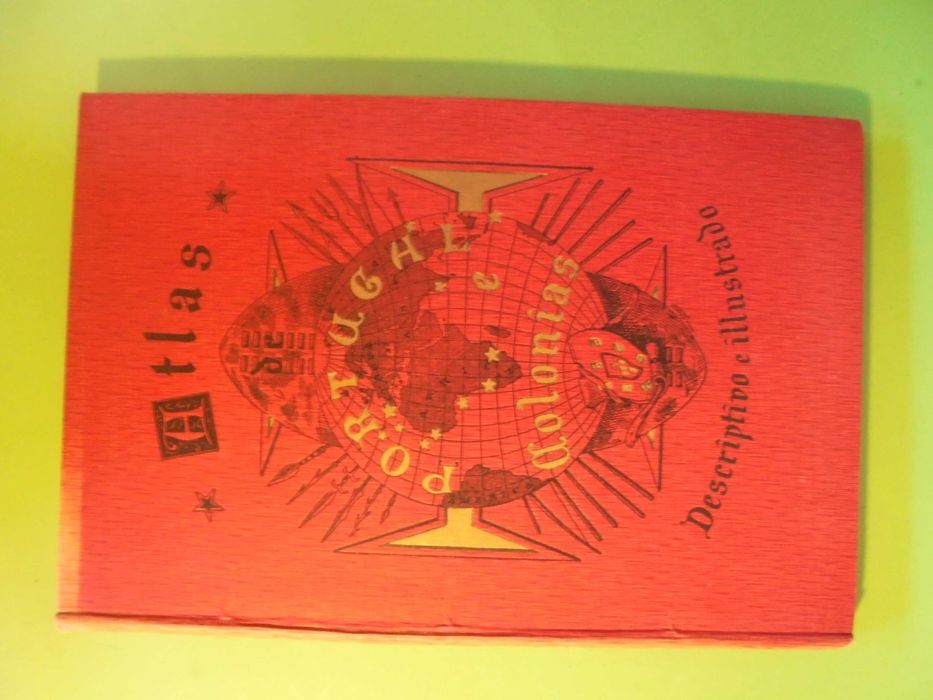 Atlas
de
PORTUGAL
e
Colonias
Descriptivo e illustrado